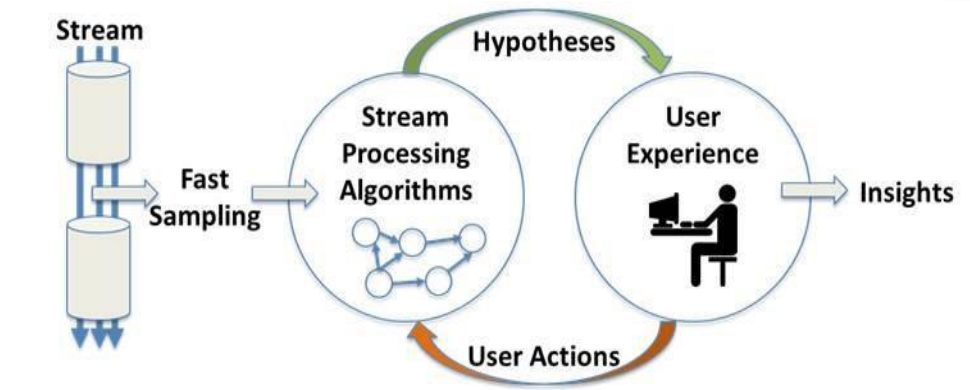 Stream
Hypotheses
Fast
Sampling
Stream
Processing
Algorithms
User
Experience
Insights
User Actions